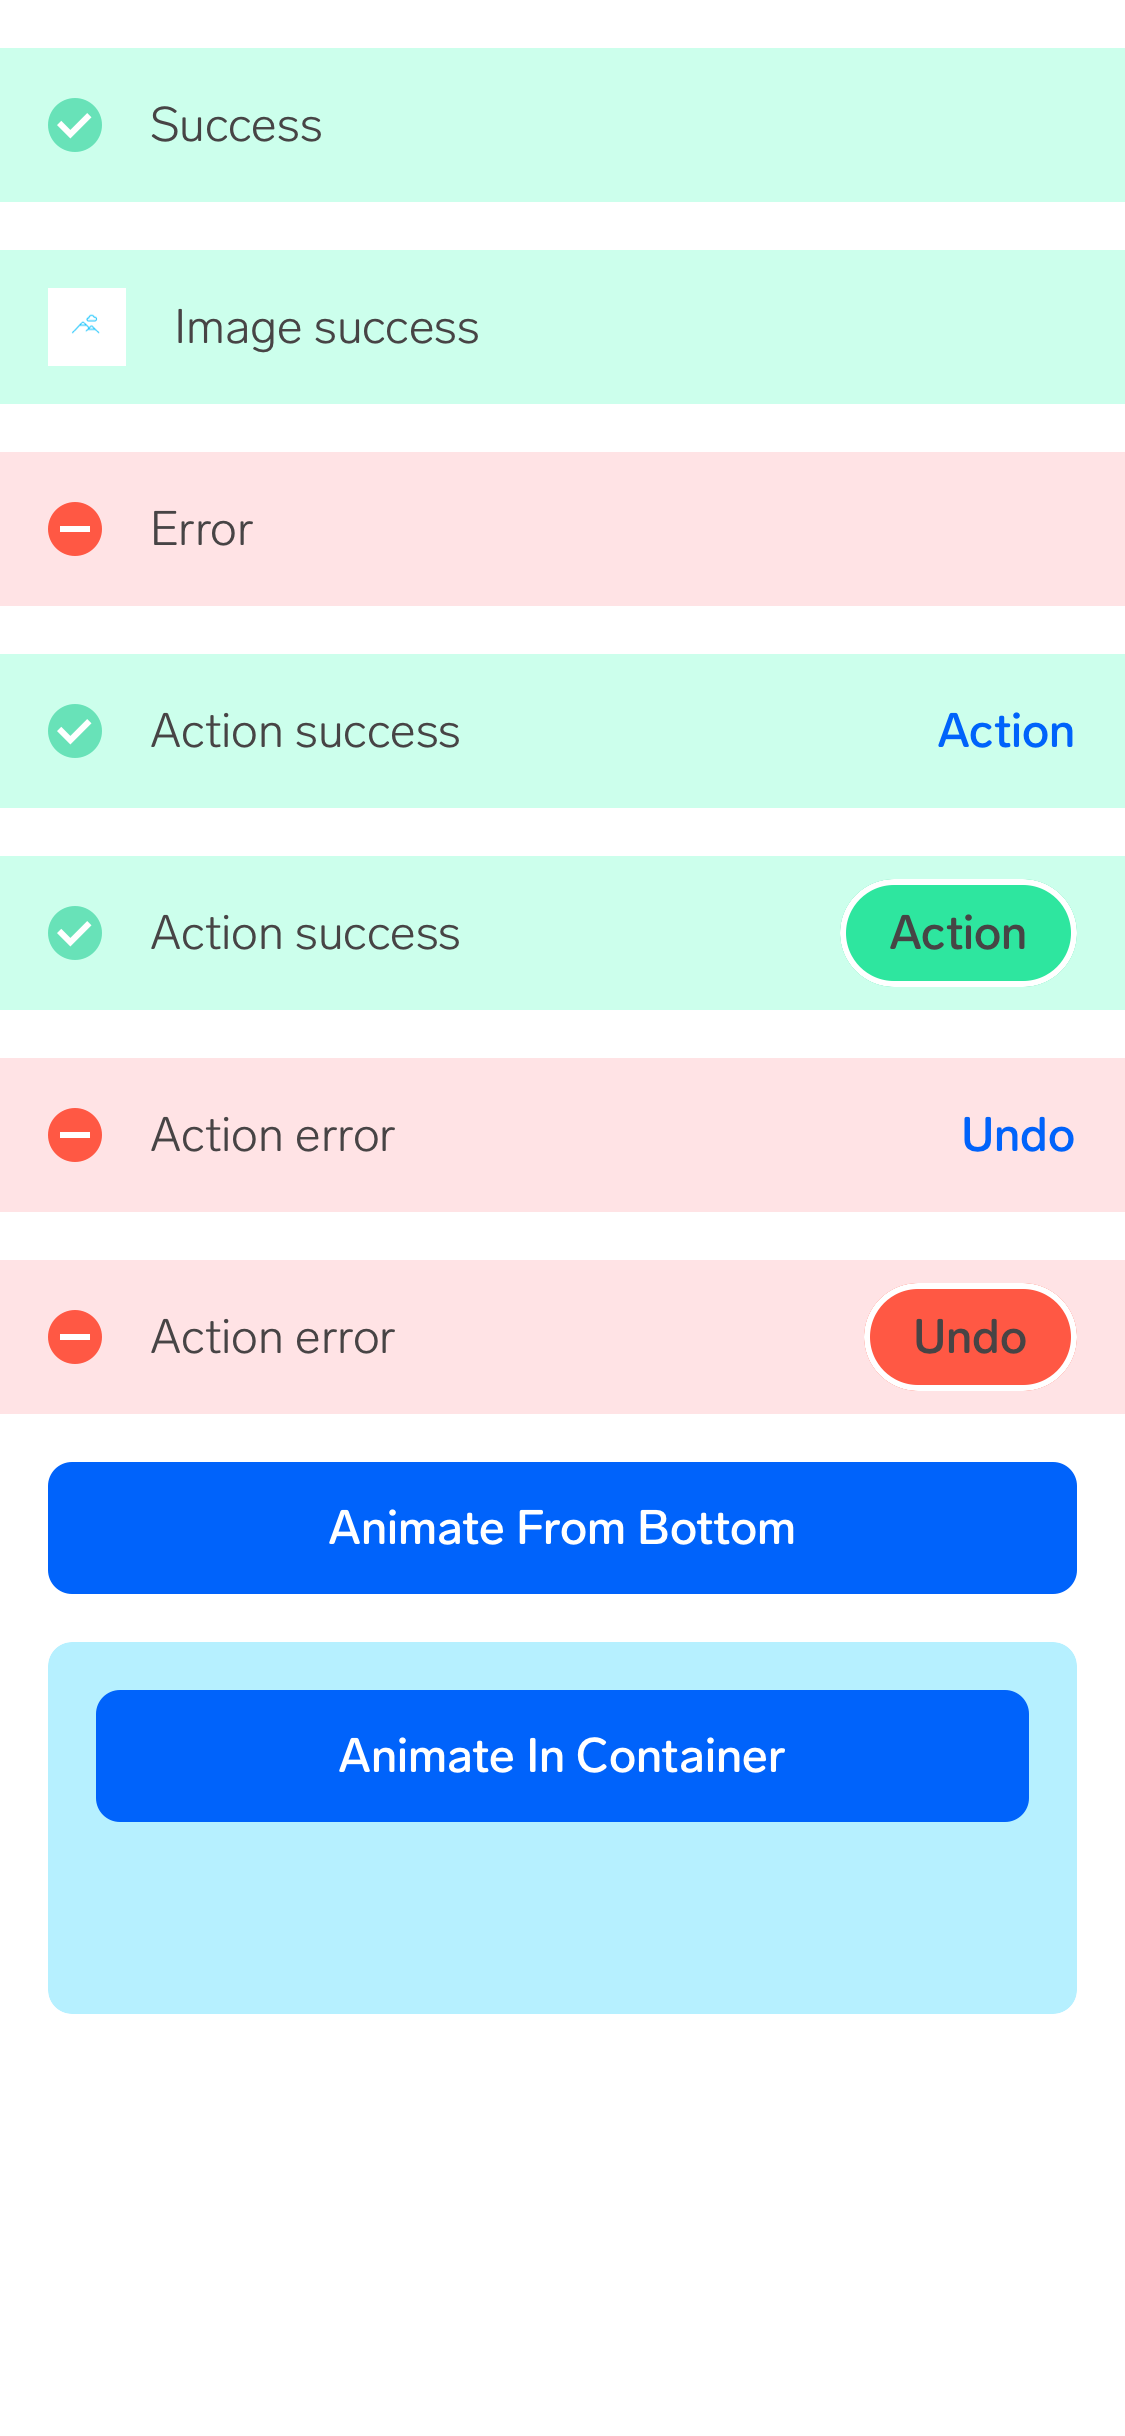 Success
Image success
Error
Action success Action
Action success Action
Action error Undo
Action error Undo
Animate From Bottom
Animate In Container